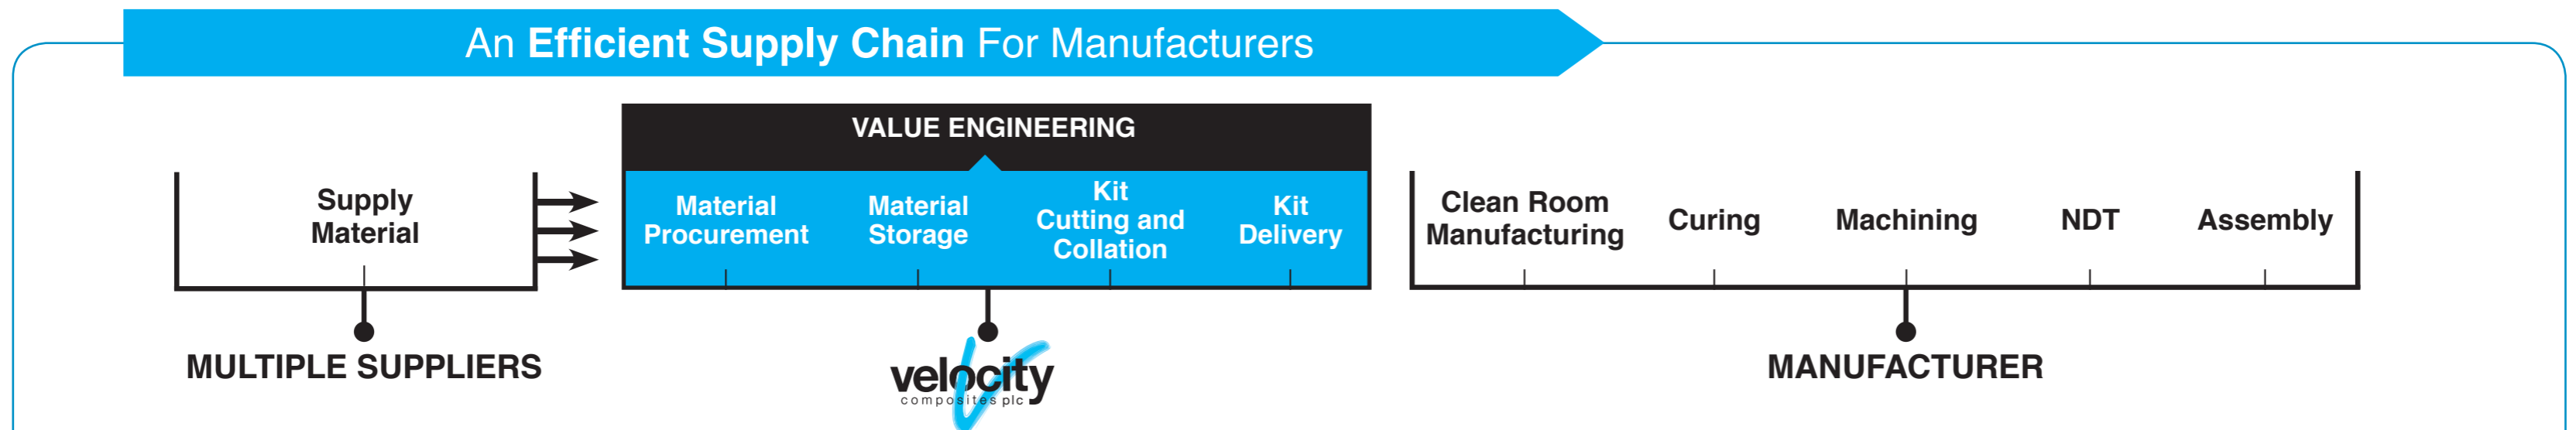 An Efficient Supply Chain For Manufacturers
VALUE ENGINEERING
Supply
Material
Material
Procurement
Material
Storage
Kit
Cutting and
Collation
Kit
Delivery
Clean Room
Manufacturing
Curing
Machining
NDT
Assembly
MULTIPLE SUPPLIERS
velocity
composites plc
MANUFACTURER